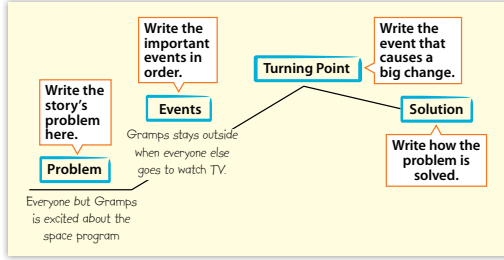 Write the
story's
problem
here.
Problem
Everyone but Gramps
is excited about the
space program
Write the
important
events in
order.
Events
Gramps stays outside
when everyone else
goes to watch TV.
Turning Point
Write the
event that
causes a
big change.
Solution
Write how the
problem is
solved.